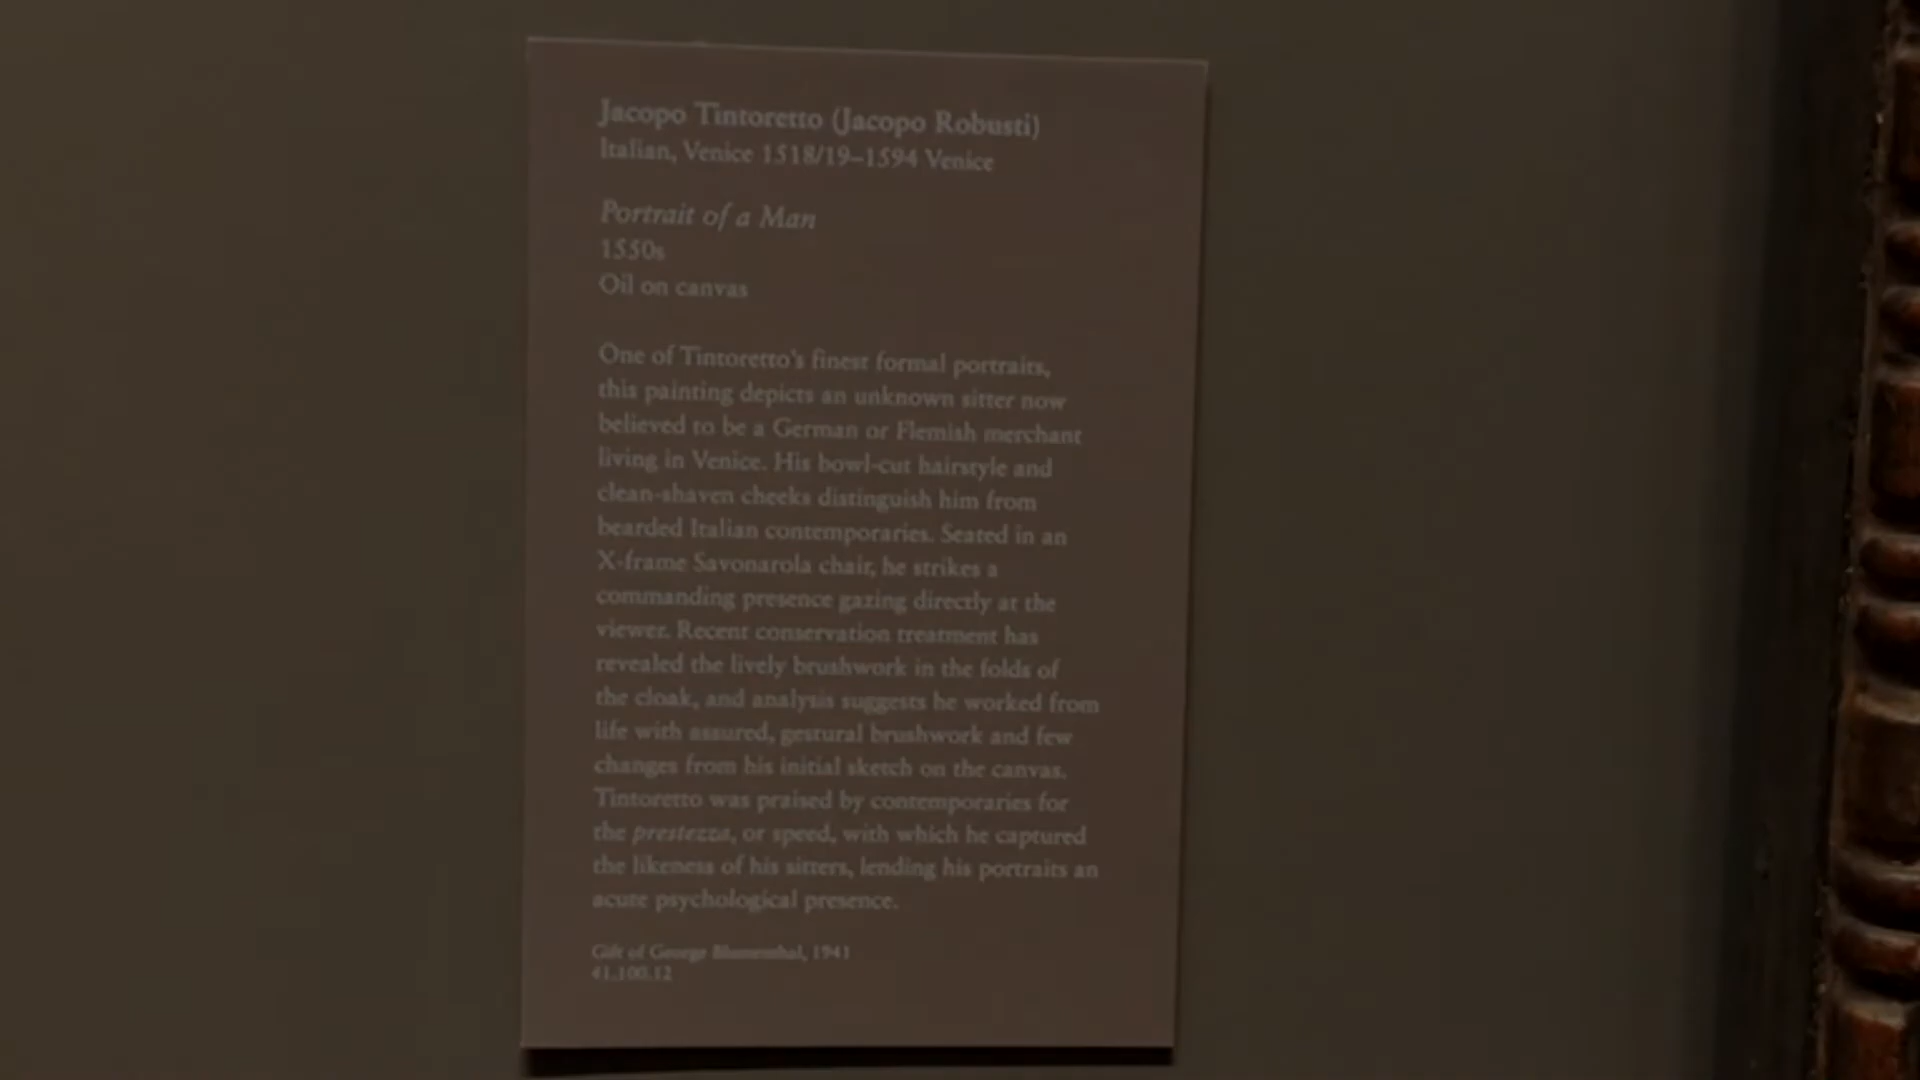 Jacopo Tintoretto (Jacopo Robusti)
Italian, Venice 1518/19–1594 Venice
Portrait of a Man
1550s
Oil on canvas
One of Tintoretto's finest formal portraits,
this painting depicts an unknown sitter now
believed to be a German or Flemish merchant
living in Venice. His bowl-cut hairstyle and
clean-shaven cheeks distinguish him from
bearded Italian contemporaries. Seated in an
X-frame Savonarola chair, he strikes a
commanding presence gazing directly at the
viewer. Recent conservation treatment has
revealed the lively brushwork in the folds of
the cloak, and analysis suggests he worked from
life with assured, gestural brushwork and few
changes from his initial sketch on the canvas.
Tintoretto was praised by contemporaries for
the prestezza, or speed, with which he captured
the likeness of his sitters, lending his portraits an
acute psychological presence.
Gift of George Blumenthal, 1941
41.100.12